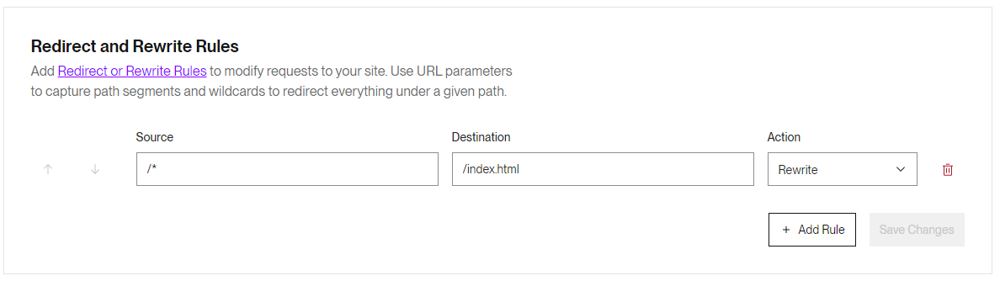 Redirect and Rewrite Rules
Add Redirect or Rewrite Rules to modify requests to your site. Use URL parameters
to capture path segments and wildcards to redirect everything under a given path.
Source Destination Action
/* /index.html Rewrite
+ Add Rule Save Changes